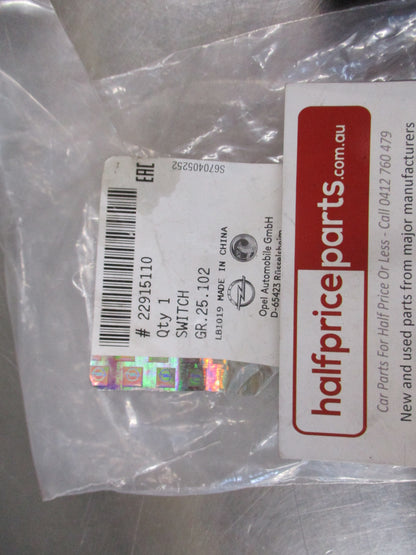 # 22915110
Qty 1
SWITCH
GR.25.102
LB1019 MADE IN CHINA
Opel Automobile GmbH
D-65423 Rüsselsheim
EAC
S670405252
halfpriceparts.com.au
Car Parts For Half Price Or Less - Call 0412 760 479
New and used parts from major manufacturers